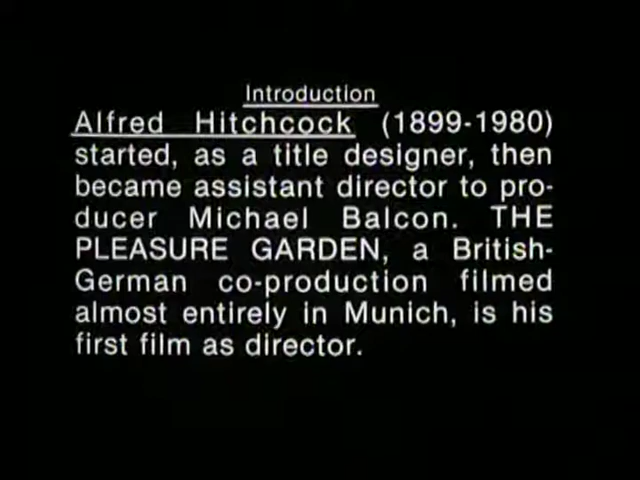 Introduction
Alfred Hitchcock (1899-1980)
started, as a title designer, then
became assistant director to pro-
ducer Michael Balcon. THE
PLEASURE GARDEN, a British-
German co-production filmed
almost entirely in Munich, is his
first film as director.